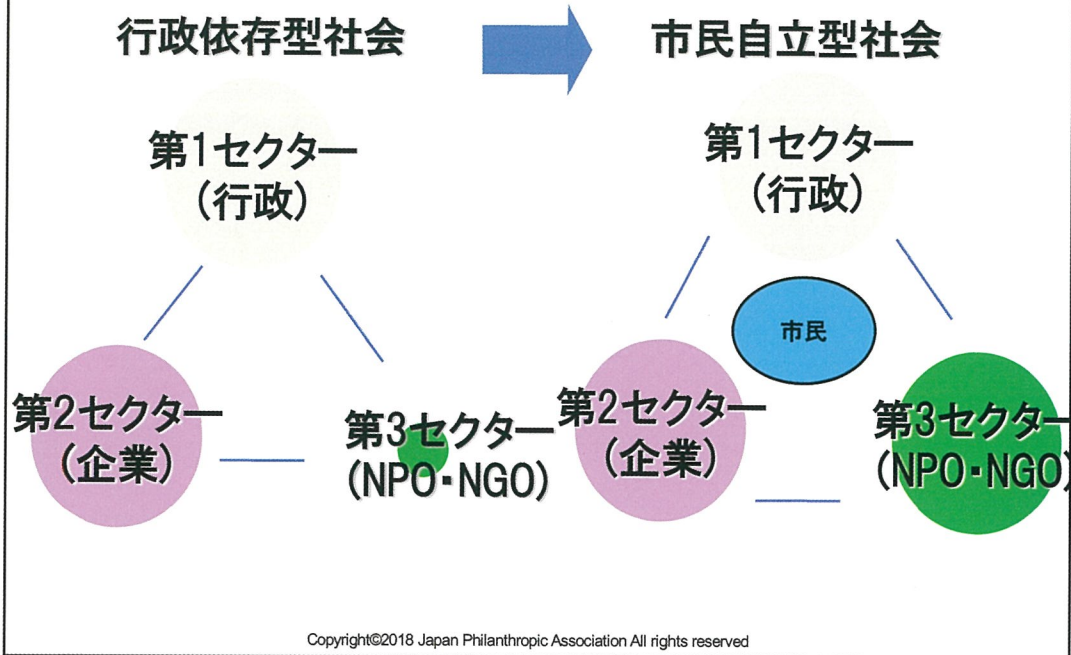 行政依存型社会
市民自立型社会
第1セクター
(行政)
第2セクター
(企業)
第3セクター
(NPO・NGO)
第1セクター
(行政)
市民
第2セクター
(企業)
第3セクター
(NPO・NGO)
Copyright©2018 Japan Philanthropic Association All rights reserved